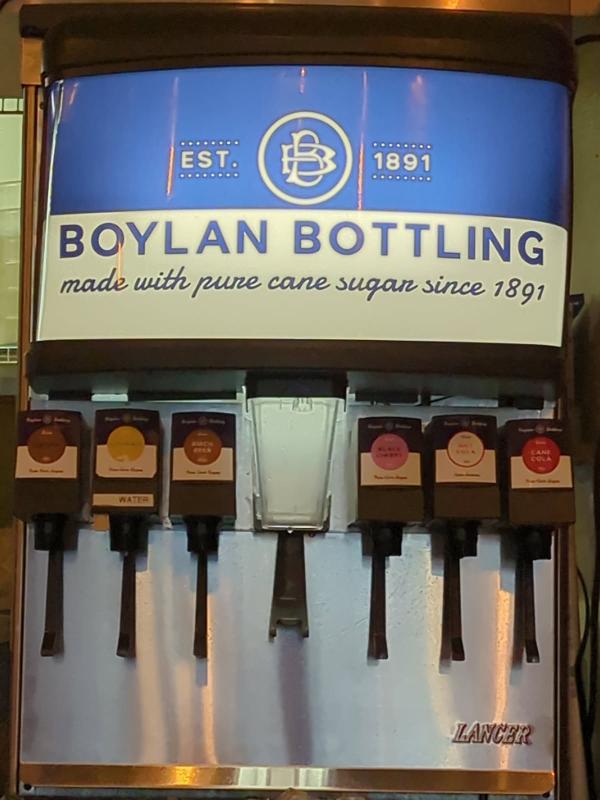 EST. B 1891
BOYLAN BOTTLING
made with pure cane sugar since 1891
WATER
BIRCH BEER
BLACK CHERRY
DIET COLA
CANE COLA
LANCER